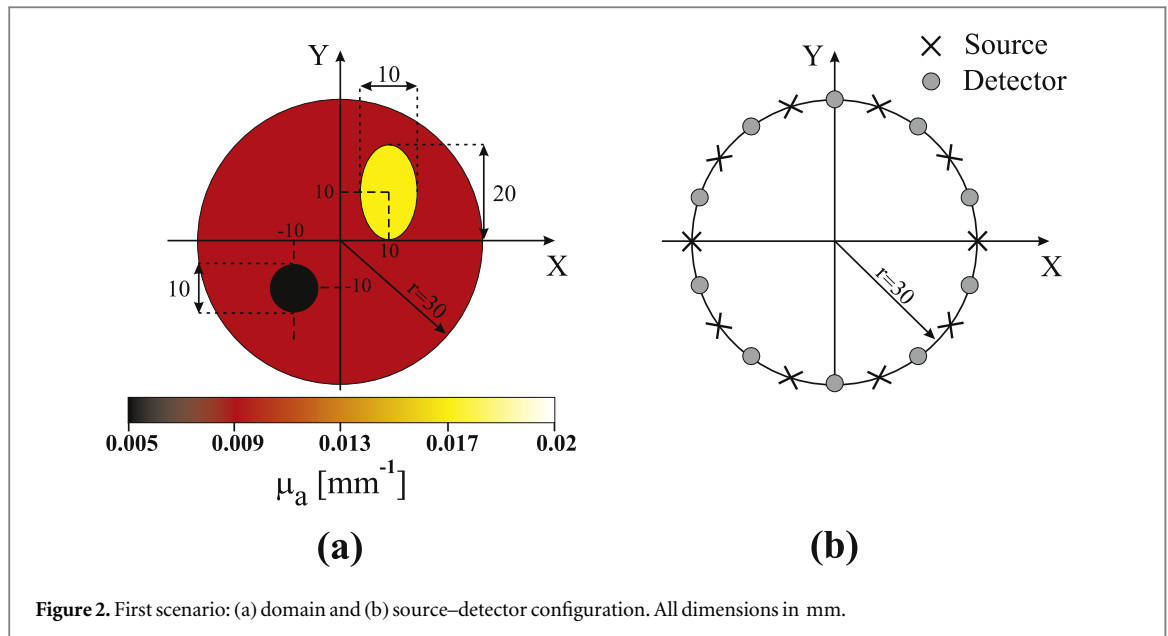 Y
10
10
20
-10
10
X
10
-10
r=30
0.005 0.009 0.013 0.017 0.02
μa [mm-1]
(a)
Source
Detector
Y
X
r=30
(b)
Figure 2. First scenario: (a) domain and (b) source–detector configuration. All dimensions in mm.